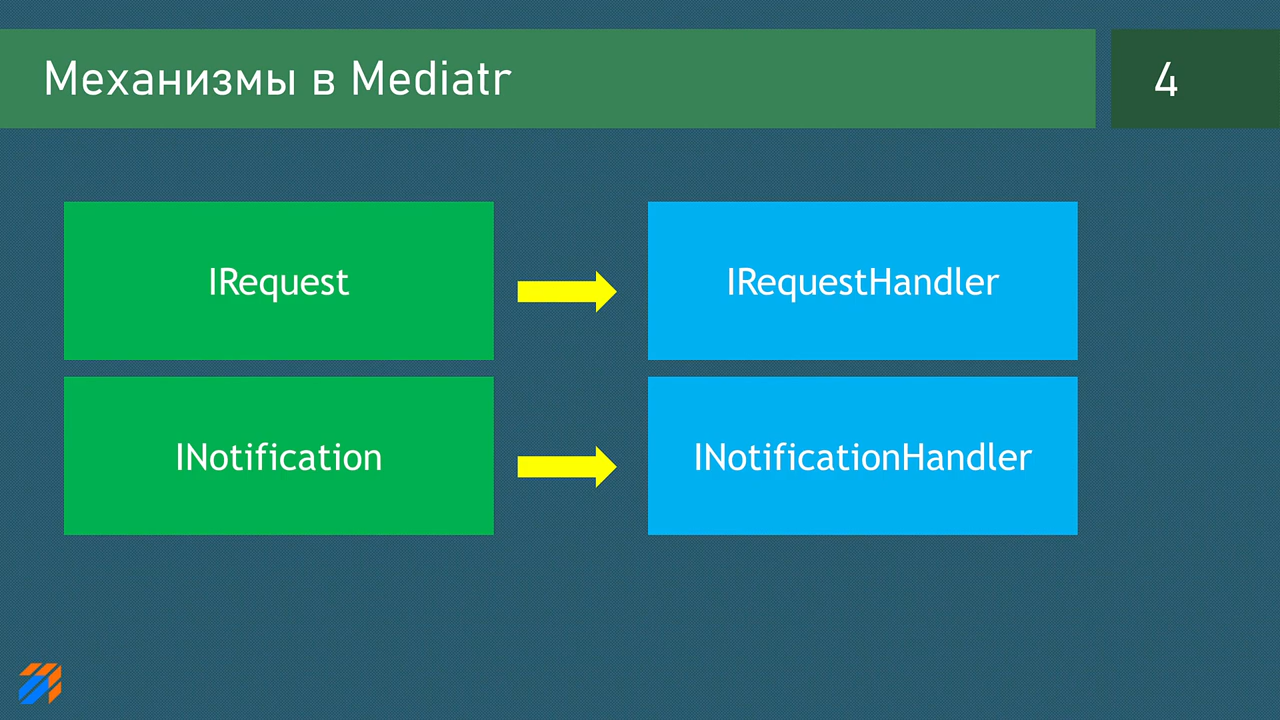 Механизмы в Mediatr
4
IRequest
IRequestHandler
INotification
INotificationHandler